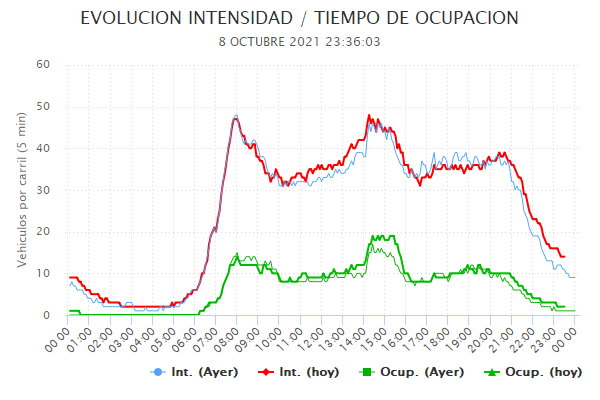 EVOLUCION INTENSIDAD / TIEMPO DE OCUPACION
8 OCTUBRE 2021 23:36:03
Vehiculos por carril (5 min)
60
50
40
30
20
10
0
00:00 01:00 02:00 03:00 04:00 05:00 06:00 07:00 08:00 09:00 10:00 11:00 12:00 13:00 14:00 15:00 16:00 17:00 18:00 19:00 20:00 21:00 22:00 23:00 00:00
Int. (Ayer) Int. (hoy) Ocup. (Ayer) Ocup. (hoy)